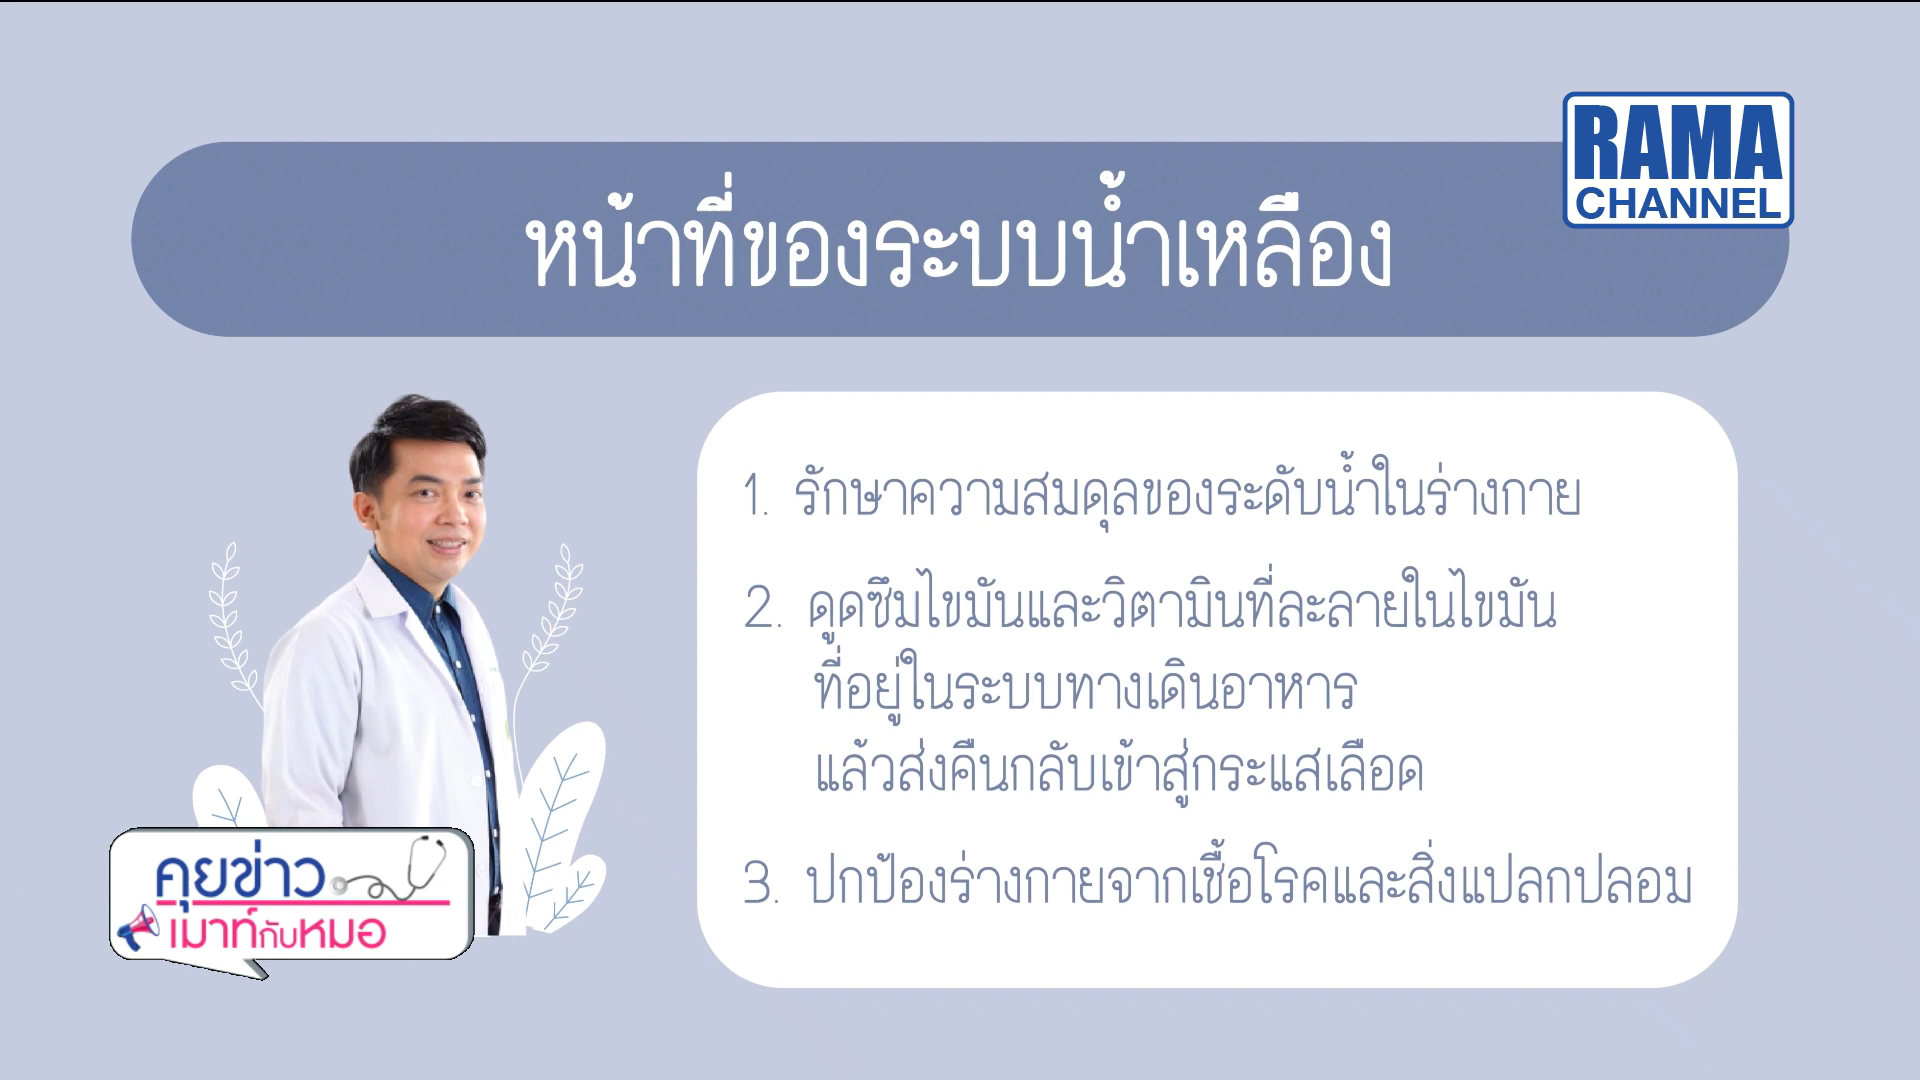 RAMA
CHANNEL
หน้าที่ของระบบน้ำเหลือง
1. รักษาความสมดุลของระดับน้ำในร่างกาย
2. ดูดซึมไขมันและวิตามินที่ละลายในไขมัน
ที่อยู่ในระบบทางเดินอาหาร
แล้วส่งคืนกลับเข้าสู่กระแสเลือด
3. ปกป้องร่างกายจากเชื้อโรคและสิ่งแปลกปลอม
คุยข่าว
เมาท์กับหมอ